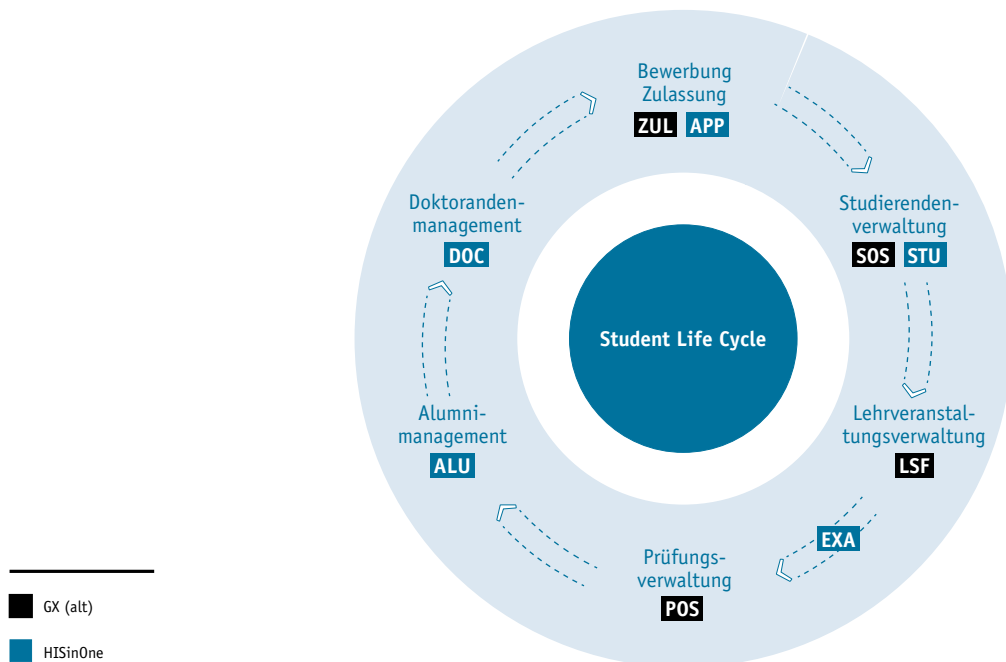 Bewerbung
Zulassung
ZUL APP
Studierenden-
verwaltung
SOS STU
Lehrveranstal-
tungsverwaltung
LSF
EXA
Prüfungs-
verwaltung
POS
Alumni-
management
ALU
Doktoranden-
management
DOC
Student Life Cycle
GX (alt)
HISinOne